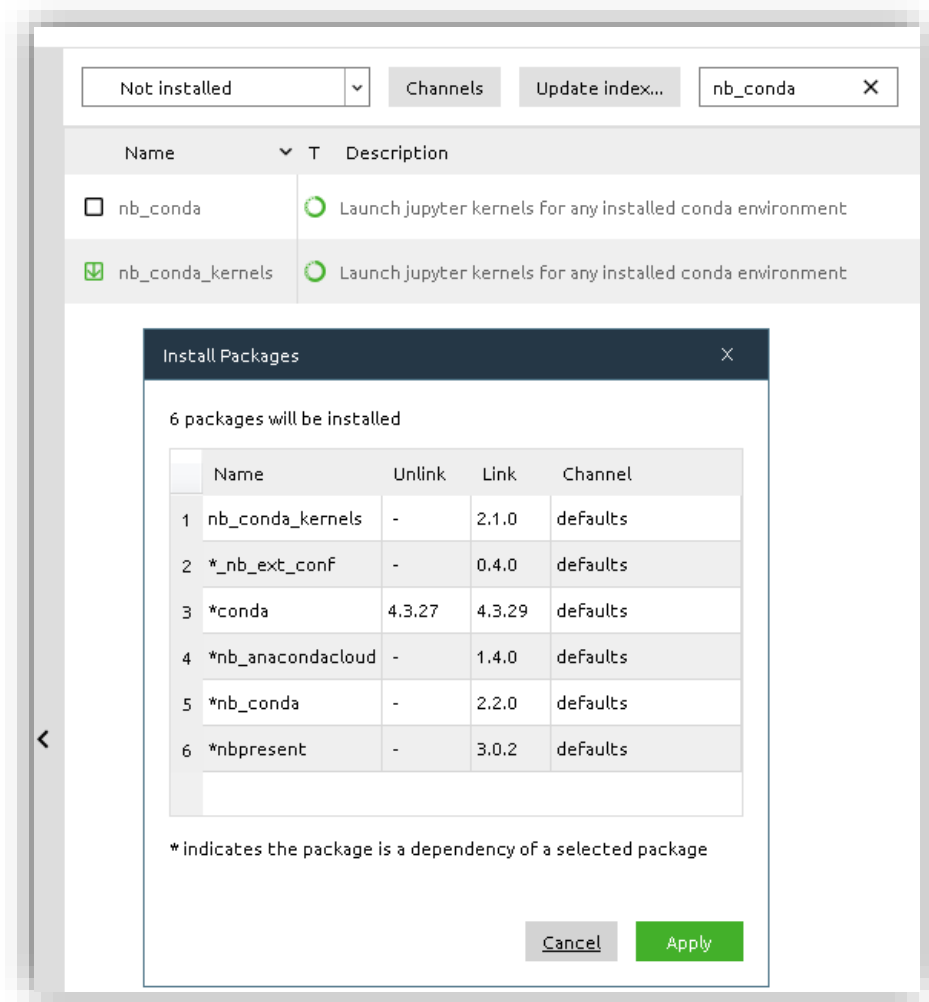 Not installed Channels Update index... nb_conda ×
Name T Description
nb_conda Launch jupyter kernels for any installed conda environment
nb_conda_kernels Launch jupyter kernels for any installed conda environment
Install Packages X
6 packages will be installed
Name Unlink Link Channel
1 nb_conda_kernels - 2.1.0 defaults
2 *_nb_ext_conf - 0.4.0 defaults
3 *conda 4.3.27 4.3.29 defaults
4 *nb_anacondacloud - 1.4.0 defaults
5 *nb_conda - 2.2.0 defaults
6 *nbpresent - 3.0.2 defaults
* indicates the package is a dependency of a selected package
Cancel Apply